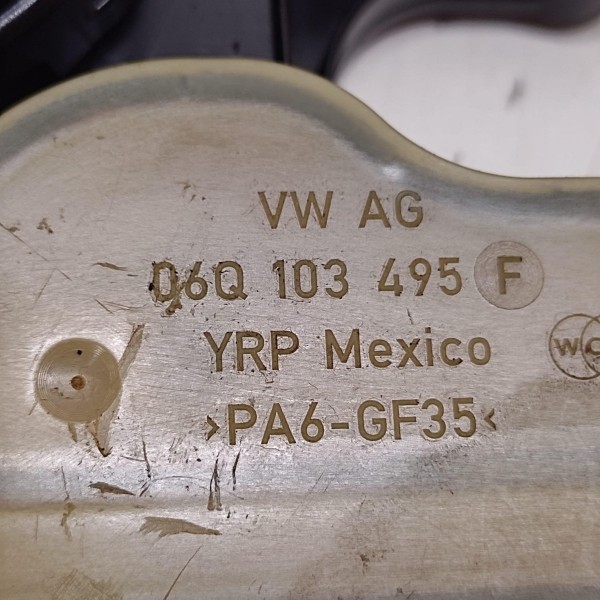 VW AG
06Q 103 495 F
YRP Mexico
>PA6-GF35<